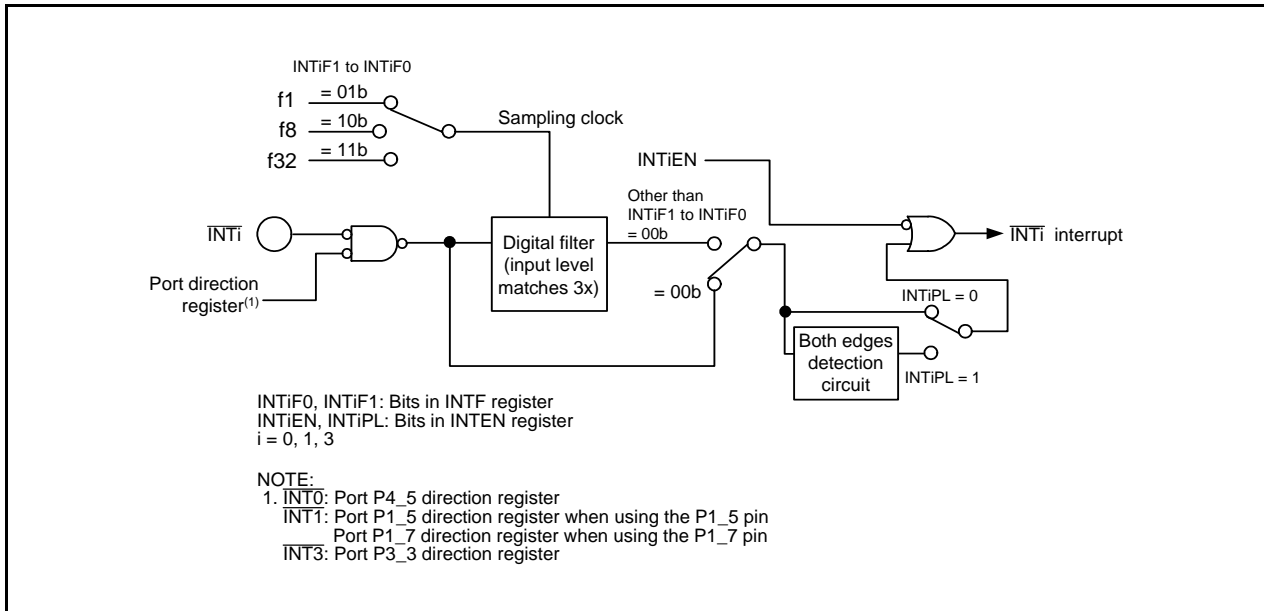 INTiF1 to INTiF0
f1
= 01b
f8
= 10b
f32
= 11b
Sampling clock
INTiEN
Other than
INTiF1 to INTiF0
= 00b
INTi
Port direction
register(1)
Digital filter
(input level
matches 3x)
= 00b
INTi interrupt
INTiPL = 0
Both edges
detection
circuit
INTiPL = 1
INTiF0, INTiF1: Bits in INTF register
INTiEN, INTiPL: Bits in INTEN register
i = 0, 1, 3
NOTE:
1. INT0: Port P4_5 direction register
INT1: Port P1_5 direction register when using the P1_5 pin
Port P1_7 direction register when using the P1_7 pin
INT3: Port P3_3 direction register